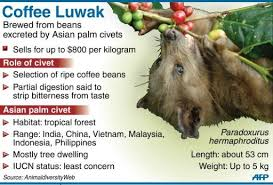 Coffee Luwak
Brewed from beans
excreted by Asian palm civets
Sells for up to $800 per kilogram
Role of civet
Selection of ripe coffee beans
Partial digestion said to
strip bitterness from taste
Asian palm civet
Habitat: tropical forest
Range: India, China, Vietnam, Malaysia,
Indonesia, Philippines
Mostly tree dwelling
IUCN status: least concern
Source: AnimaldiversityWeb
Paradoxurus
hermaphroditus
Length: about 53 cm
Weight: Up to 5 kg
AFP